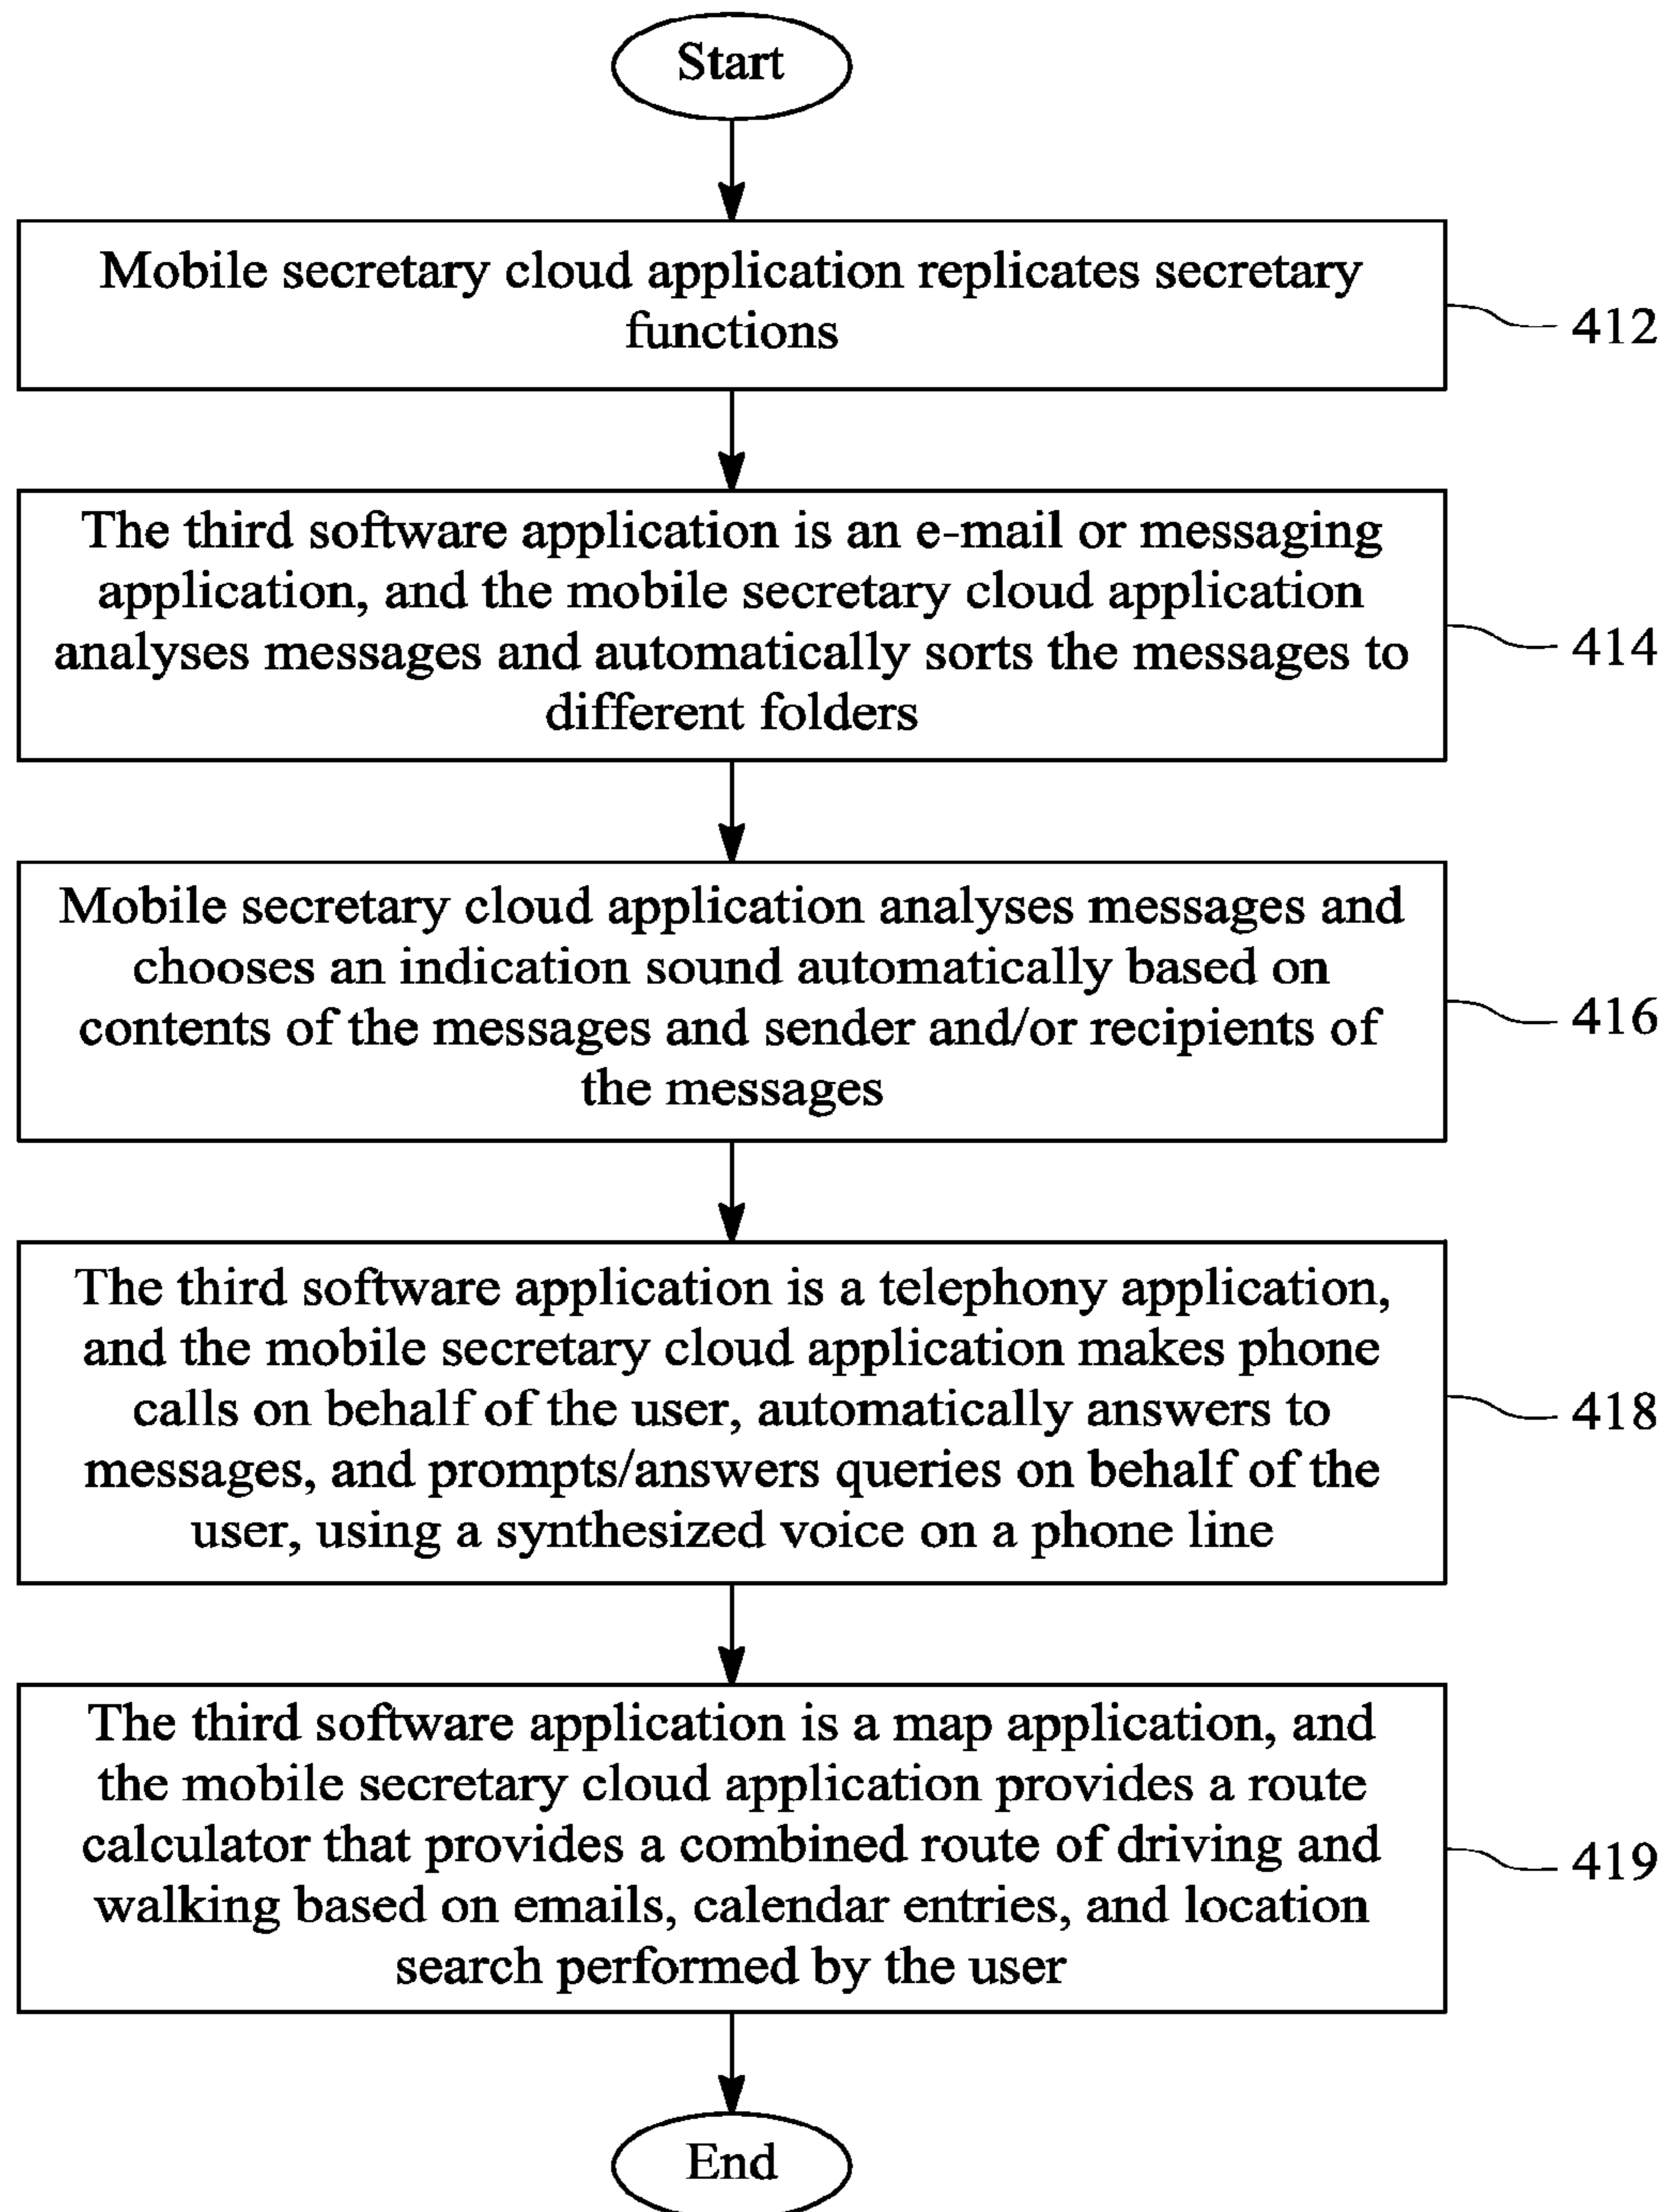 Start
Mobile secretary cloud application replicates secretary
functions
412
The third software application is an e-mail or messaging
application, and the mobile secretary cloud application
analyses messages and automatically sorts the messages to
different folders
414
Mobile secretary cloud application analyses messages and
chooses an indication sound automatically based on
contents of the messages and sender and/or recipients of
the messages
416
The third software application is a telephony application,
and the mobile secretary cloud application makes phone
calls on behalf of the user, automatically answers to
messages, and prompts/answers queries on behalf of the
user, using a synthesized voice on a phone line
418
The third software application is a map application, and
the mobile secretary cloud application provides a route
calculator that provides a combined route of driving and
walking based on emails, calendar entries, and location
search performed by the user
419
End